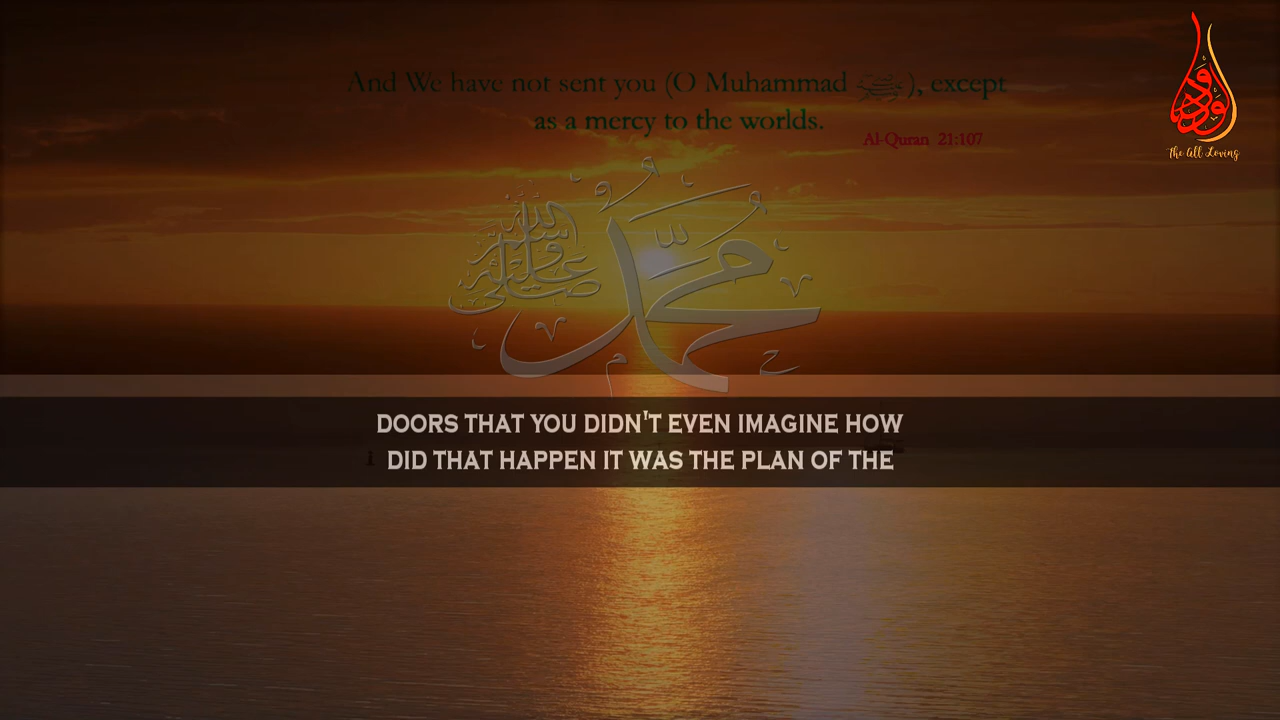 And We have not sent you (O Muhammad ﷺ), except
as a mercy to the worlds.
Al-Quran 21:107
الودود
The All Loving
محمد
صلى الله عليه وسلم
DOORS THAT YOU DIDN'T EVEN IMAGINE HOW
DID THAT HAPPEN IT WAS THE PLAN OF THE